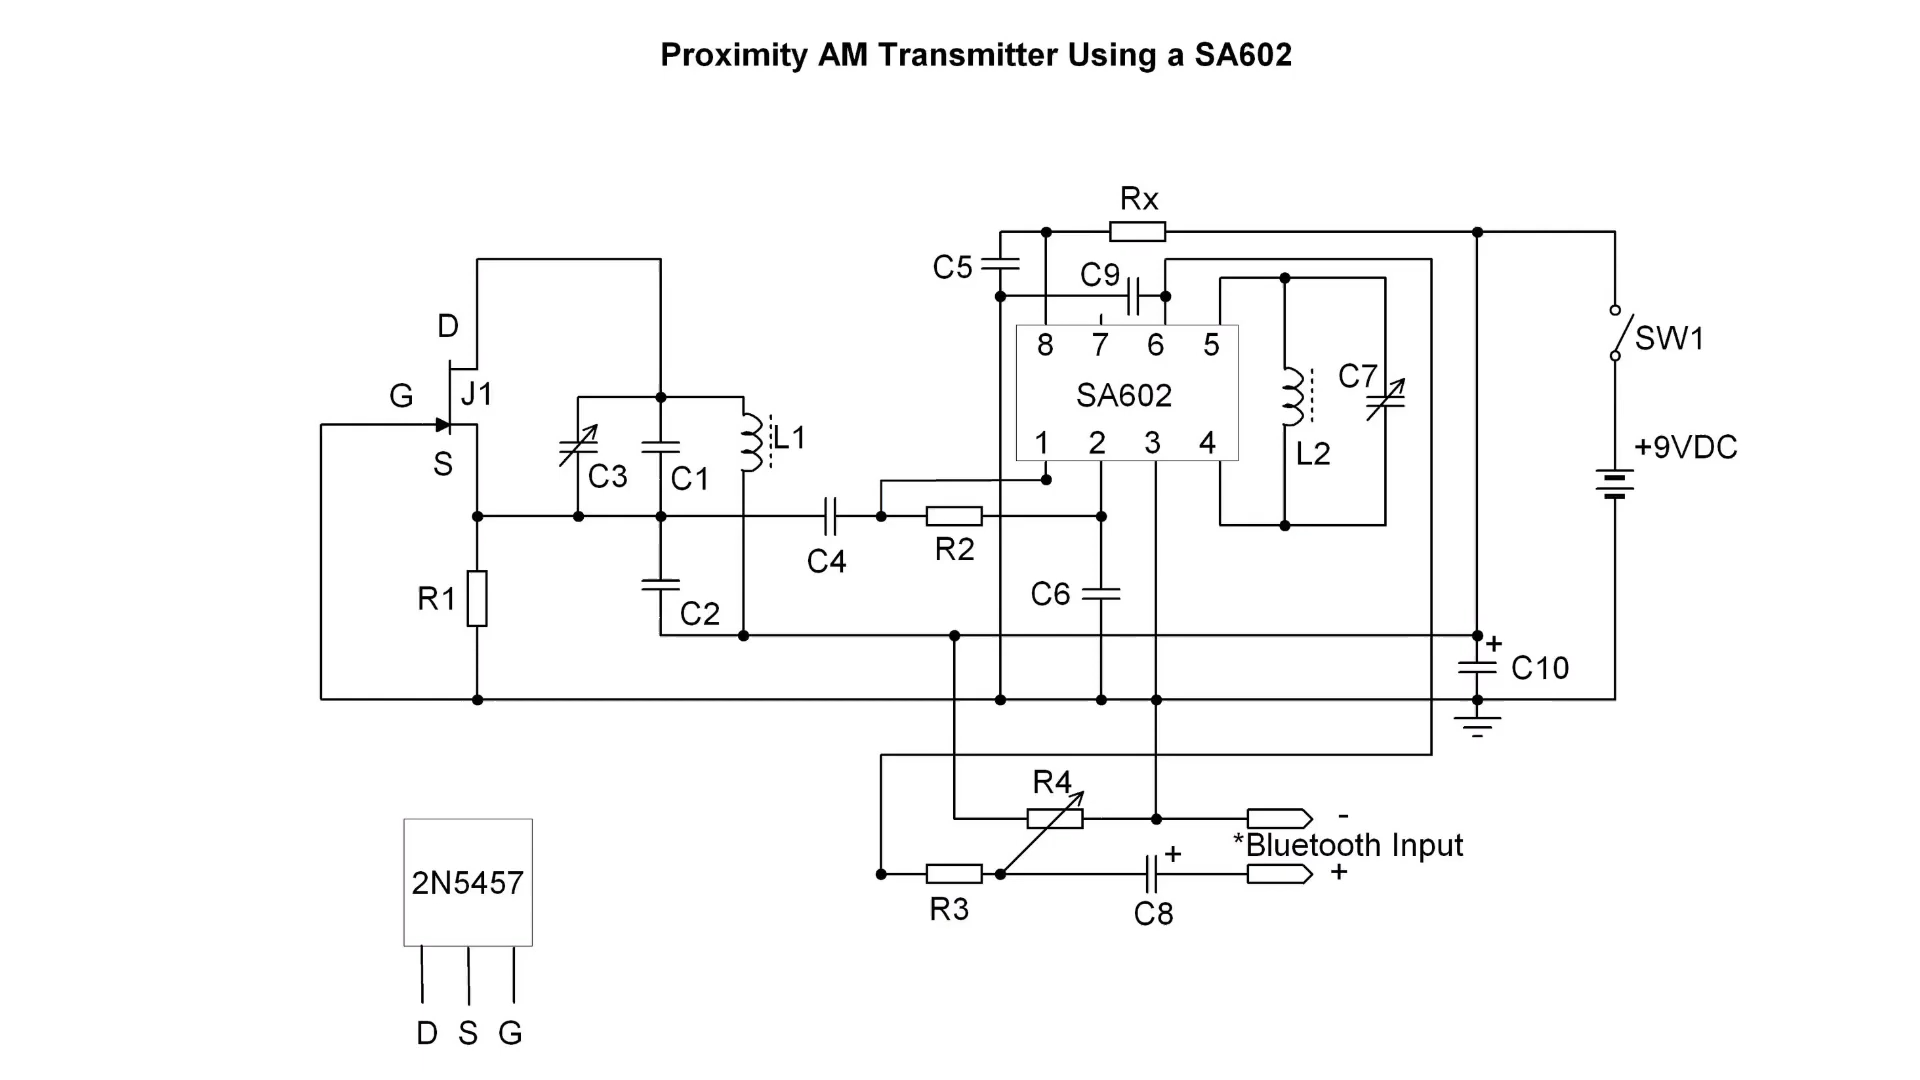 Proximity AM Transmitter Using a SA602
Rx
C5
C9
D
8 7 6 5
SW1
G
J1
SA602
C7
L1
1 2 3 4
L2
+9VDC
S
C3
C1
C4
R2
R1
C2
C6
+
C10
R4
-
*Bluetooth Input
+
+
2N5457
R3
C8
D S G